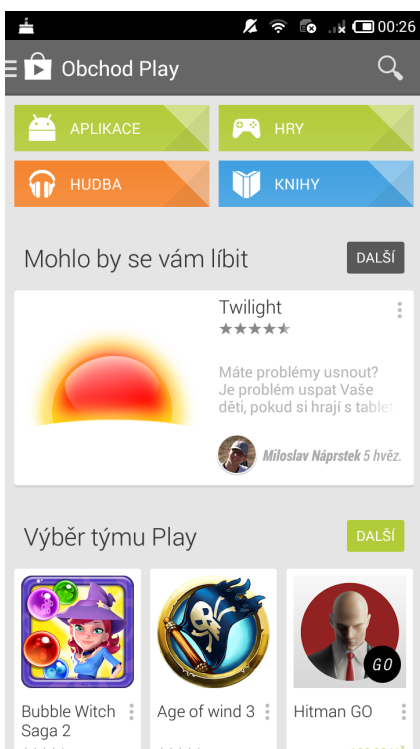 00:26
Obchod Play
APLIKACE
HRY
HUDBA
KNIHY
Mohlo by se vám líbit
DALŠÍ
Twilight
Máte problémy usnout?
Je problém uspat Vaše
děti, pokud si hrají s tablet
Miloslav Náprstek 5 hvěz.
Výběr týmu Play
DALŠÍ
GO
Bubble Witch
Saga 2
Age of wind 3
Hitman GO